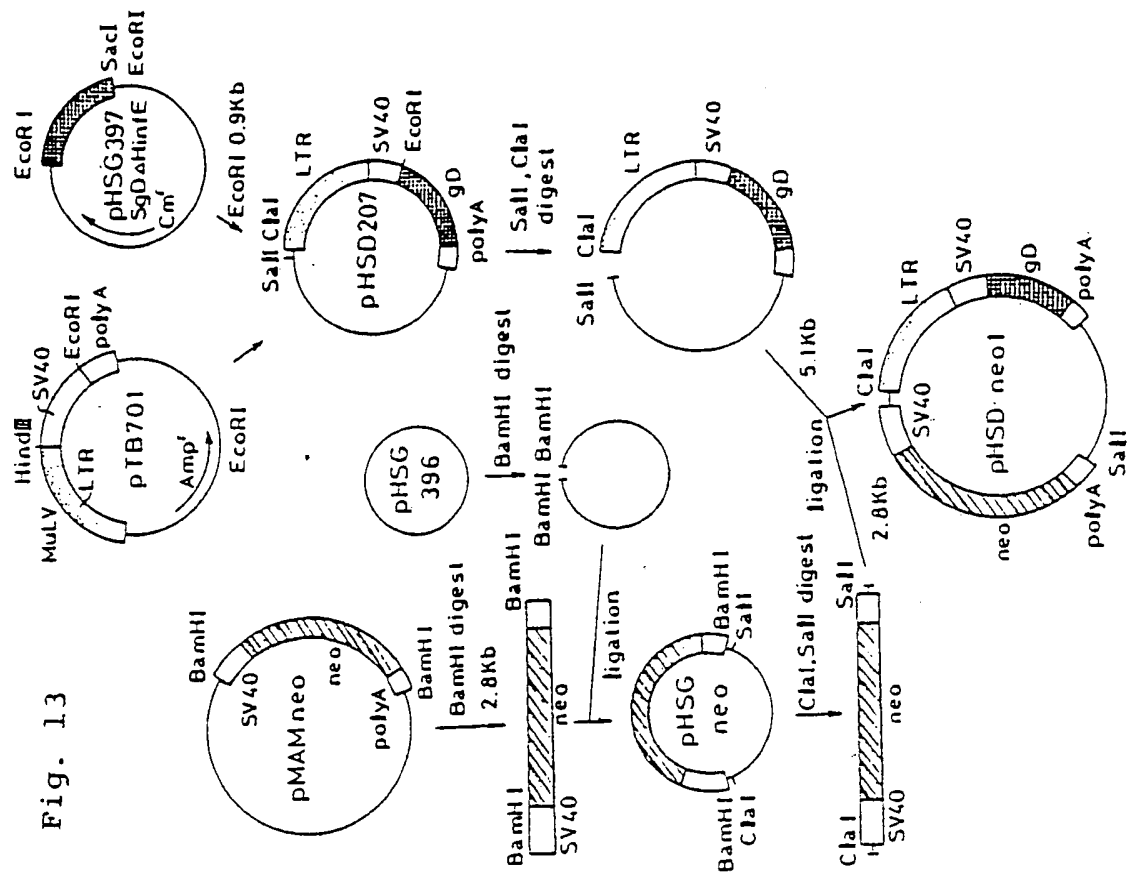 Fig. 13
EcoRI
pHSG397
SgDΔHinfE
Cmʳ
SacI
EcoRI
EcoRI 0.9Kb
HindIII
MuLV
LTR
SV40
EcoRI
polyA
pTB701
Ampʳ
EcoRI
SalI ClaI
LTR
SV40
EcoRI
gD
polyA
pHSD207
SalI, ClaI
digest
BamHI
SV40
neo
pMAMneo
polyA
BamHI
BamHI digest
2.8Kb
pHSG
396
BamHI digest
BamHI BamHI
SalI
ClaI
LTR
SV40
gD
BamHI
BamHI
SV40
neo
ligation
BamHI
SalI
pHSG
neo
BamHI
ClaI
5.1Kb
ligation
2.8Kb
ClaI,SalI digest
ClaI
SalI
SV40
neo
ClaI
LTR
SV40
gD
polyA
SV40
pHSD·neoI
neo
polyA
SalI